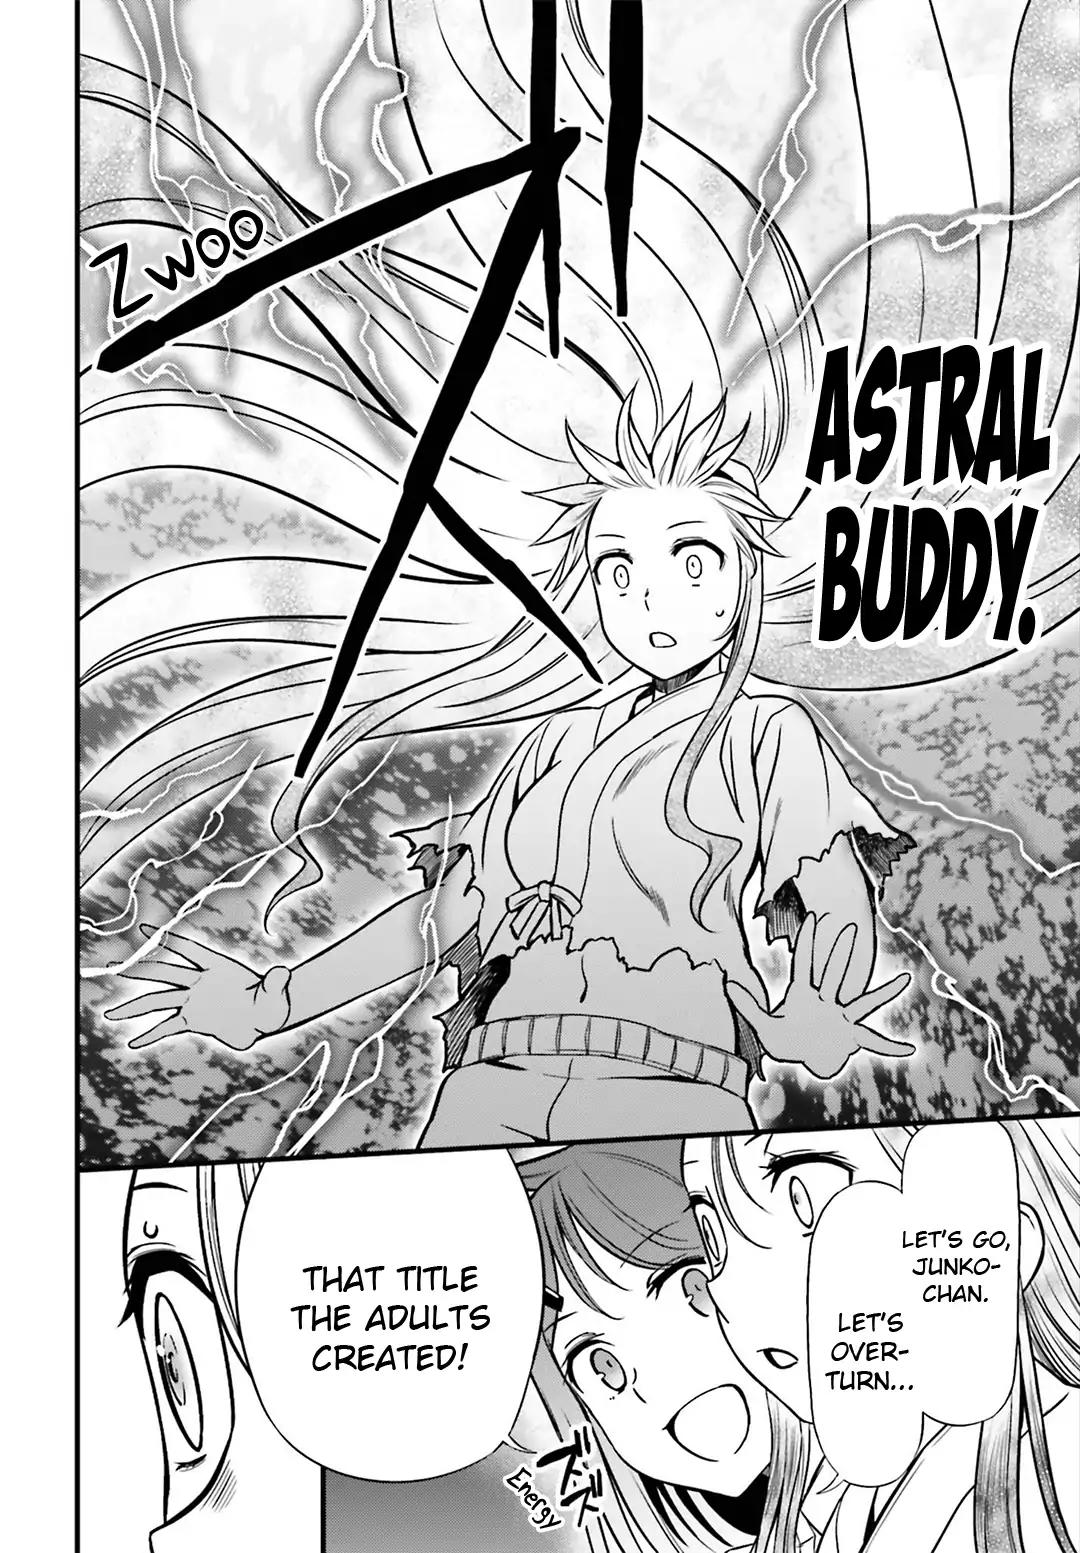 ZWOO
ASTRAL
BUDDY.
LET'S GO,
JUNKO-
CHAN.
LET'S
OVER-
TURN...
THAT TITLE
THE ADULTS
CREATED!
Energy